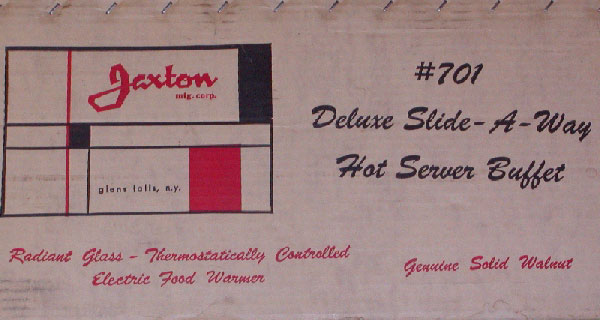 Jaxton
mfg. corp.
glens falls, n.y.
#701
Deluxe Slide-A-Way
Hot Server Buffet
Radiant Glass - Thermostatically Controlled
Electric Food Warmer
Genuine Solid Walnut